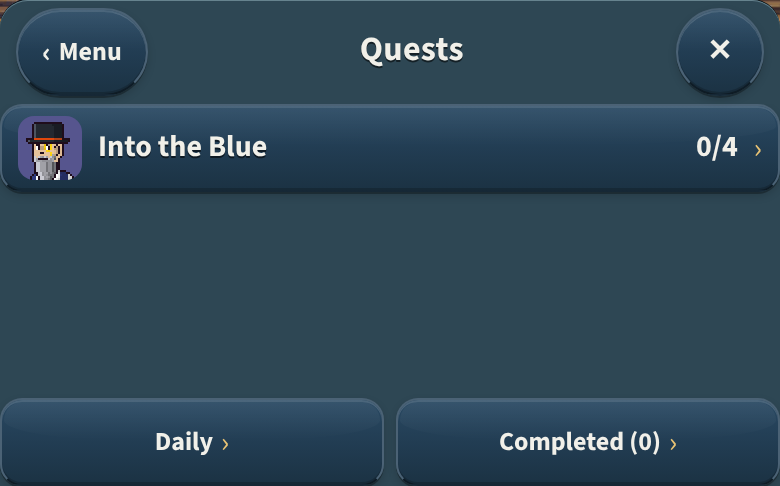 ‹ Menu
Quests
✕
Into the Blue
0/4 ›
Daily ›
Completed (0) ›